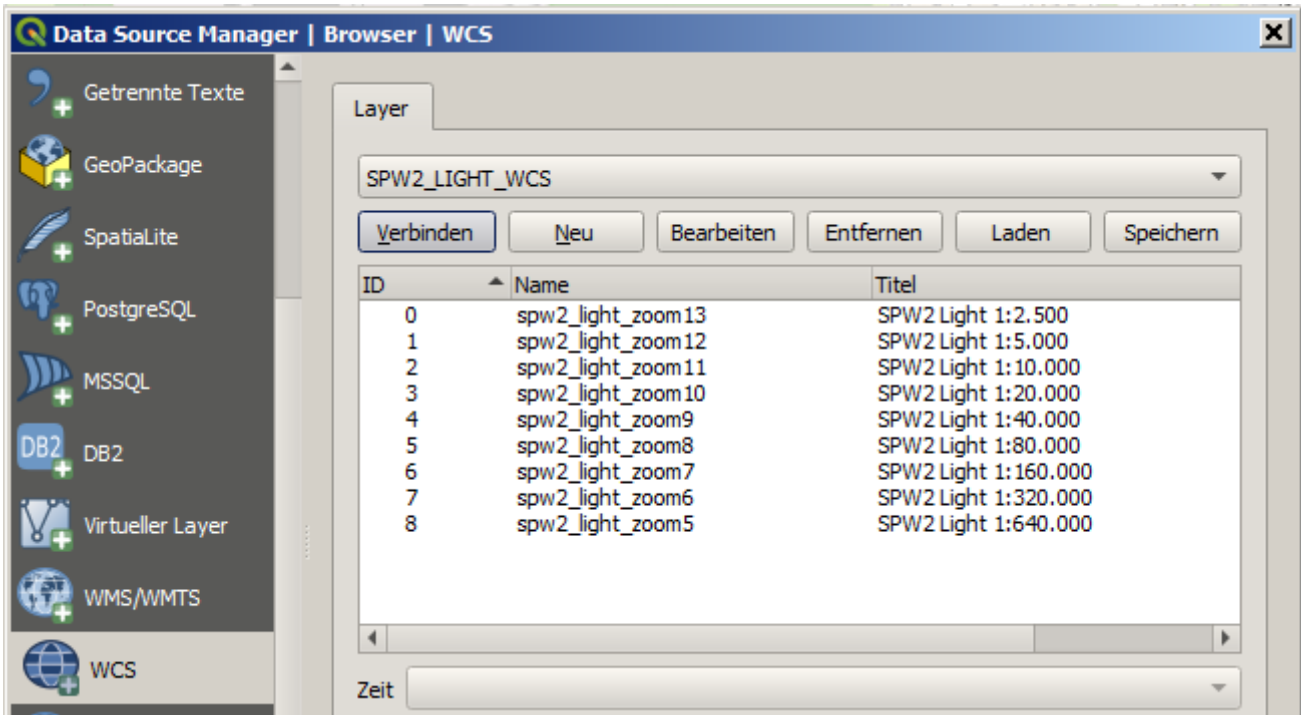 Data Source Manager | Browser | WCS
Getrennte Texte
GeoPackage
SpatiaLite
PostgreSQL
MSSQL
DB2 DB2
Virtueller Layer
WMS/WMTS
WCS
Layer
SPW2_LIGHT_WCS
Verbinden Neu Bearbeiten Entfernen Laden Speichern
ID Name Titel
0 spw2_light_zoom13 SPW2 Light 1:2.500
1 spw2_light_zoom12 SPW2 Light 1:5.000
2 spw2_light_zoom11 SPW2 Light 1:10.000
3 spw2_light_zoom10 SPW2 Light 1:20.000
4 spw2_light_zoom9 SPW2 Light 1:40.000
5 spw2_light_zoom8 SPW2 Light 1:80.000
6 spw2_light_zoom7 SPW2 Light 1:160.000
7 spw2_light_zoom6 SPW2 Light 1:320.000
8 spw2_light_zoom5 SPW2 Light 1:640.000
Zeit